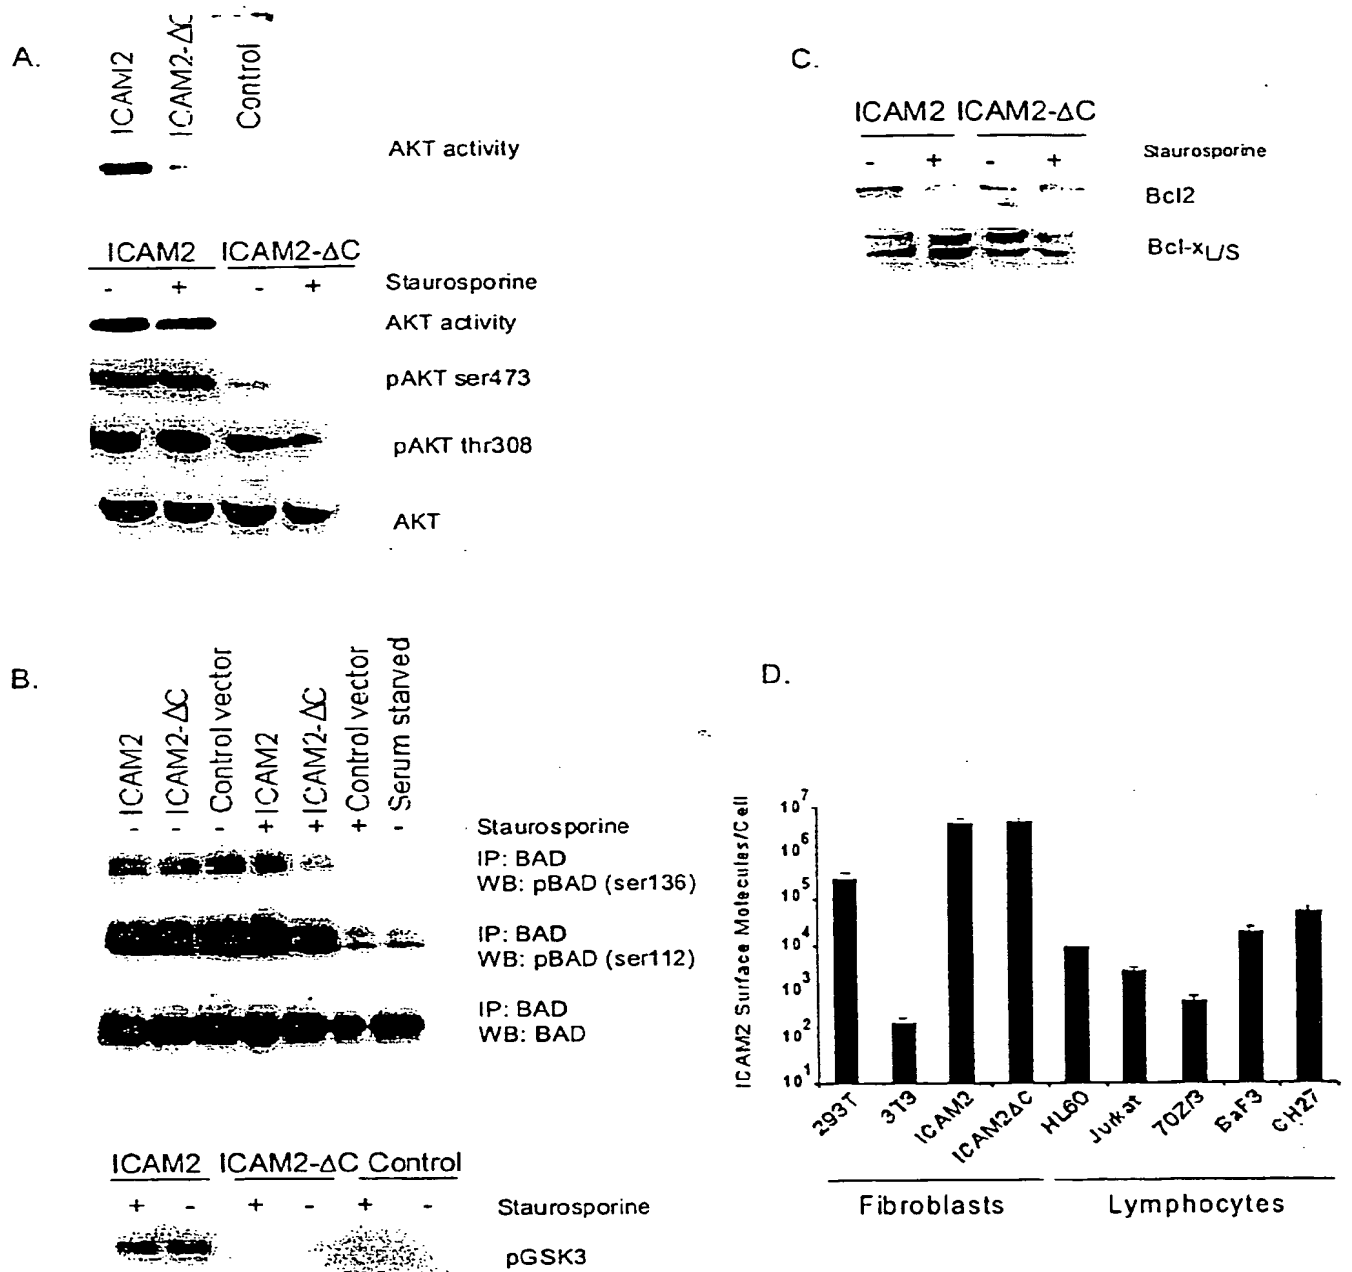 A.
ICAM2
ICAM2-ΔC
Control
AKT activity
ICAM2 ICAM2-ΔC
- + - + Staurosporine
AKT activity
pAKT ser473
pAKT thr308
AKT
B.
- ICAM2
- ICAM2-ΔC
- Control vector
+ ICAM2
+ ICAM2-ΔC
+ Control vector
- Serum starved
Staurosporine
IP: BAD
WB: pBAD (ser136)
IP: BAD
WB: pBAD (ser112)
IP: BAD
WB: BAD
ICAM2 ICAM2-ΔC Control
+ - + - + - Staurosporine
pGSK3
C.
ICAM2 ICAM2-ΔC
- + - + Staurosporine
Bcl2
Bcl-xL/S
D.
ICAM2 Surface Molecules/Cell
10^7
10^6
10^5
10^4
10^3
10^2
10^1
293T
3T3
ICAM2
ICAM2ΔC
HL60
Jurkat
70Z/3
BaF3
CH27
Fibroblasts Lymphocytes